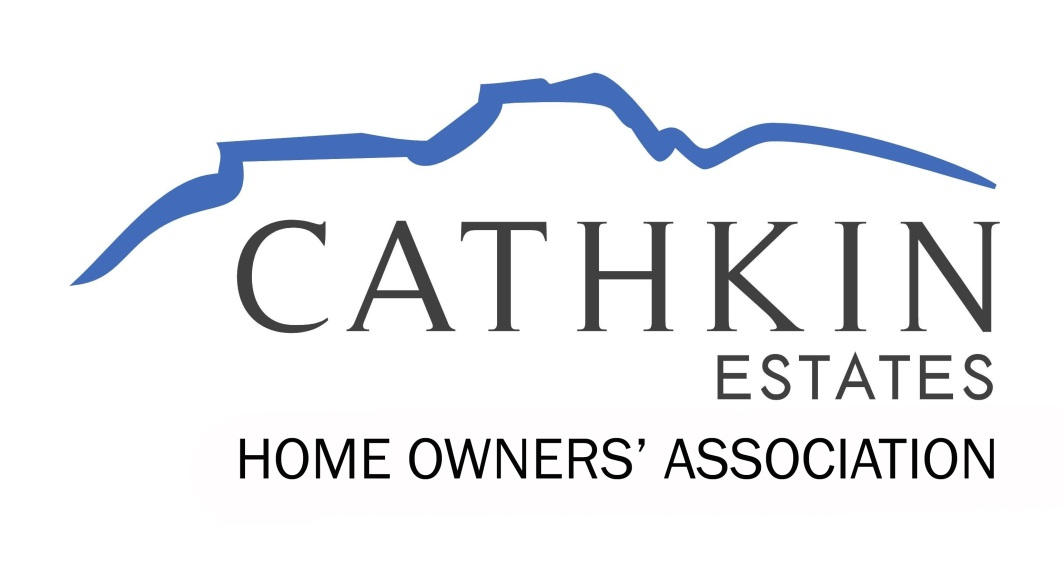 CATHKIN
ESTATES
HOME OWNERS’ ASSOCIATION